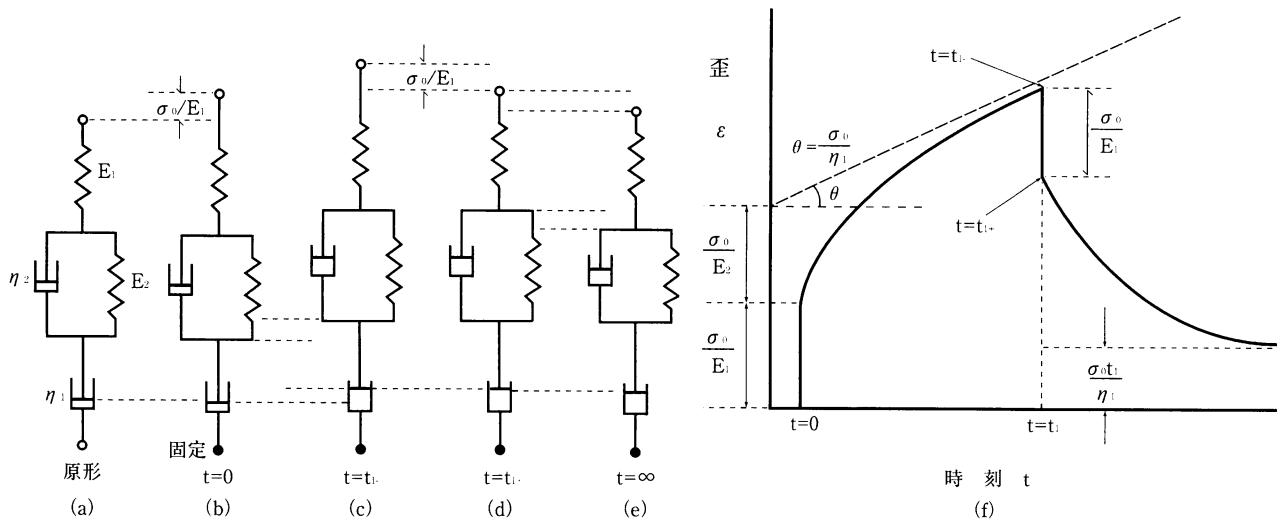 σ₀/E₁
σ₀/E₁
E₁
η₂
E₂
η₁
固定
原形
t=0
t=t₁₋
t=t₁₋
t=∞
(a)
(b)
(c)
(d)
(e)
歪
ε
t=t₁₋
θ=σ₀/η₁
θ
σ₀/E₁
t=t₁₊
σ₀/E₂
σ₀/E₁
σ₀t₁/η₁
t=0
t=t₁
時 刻 t
(f)